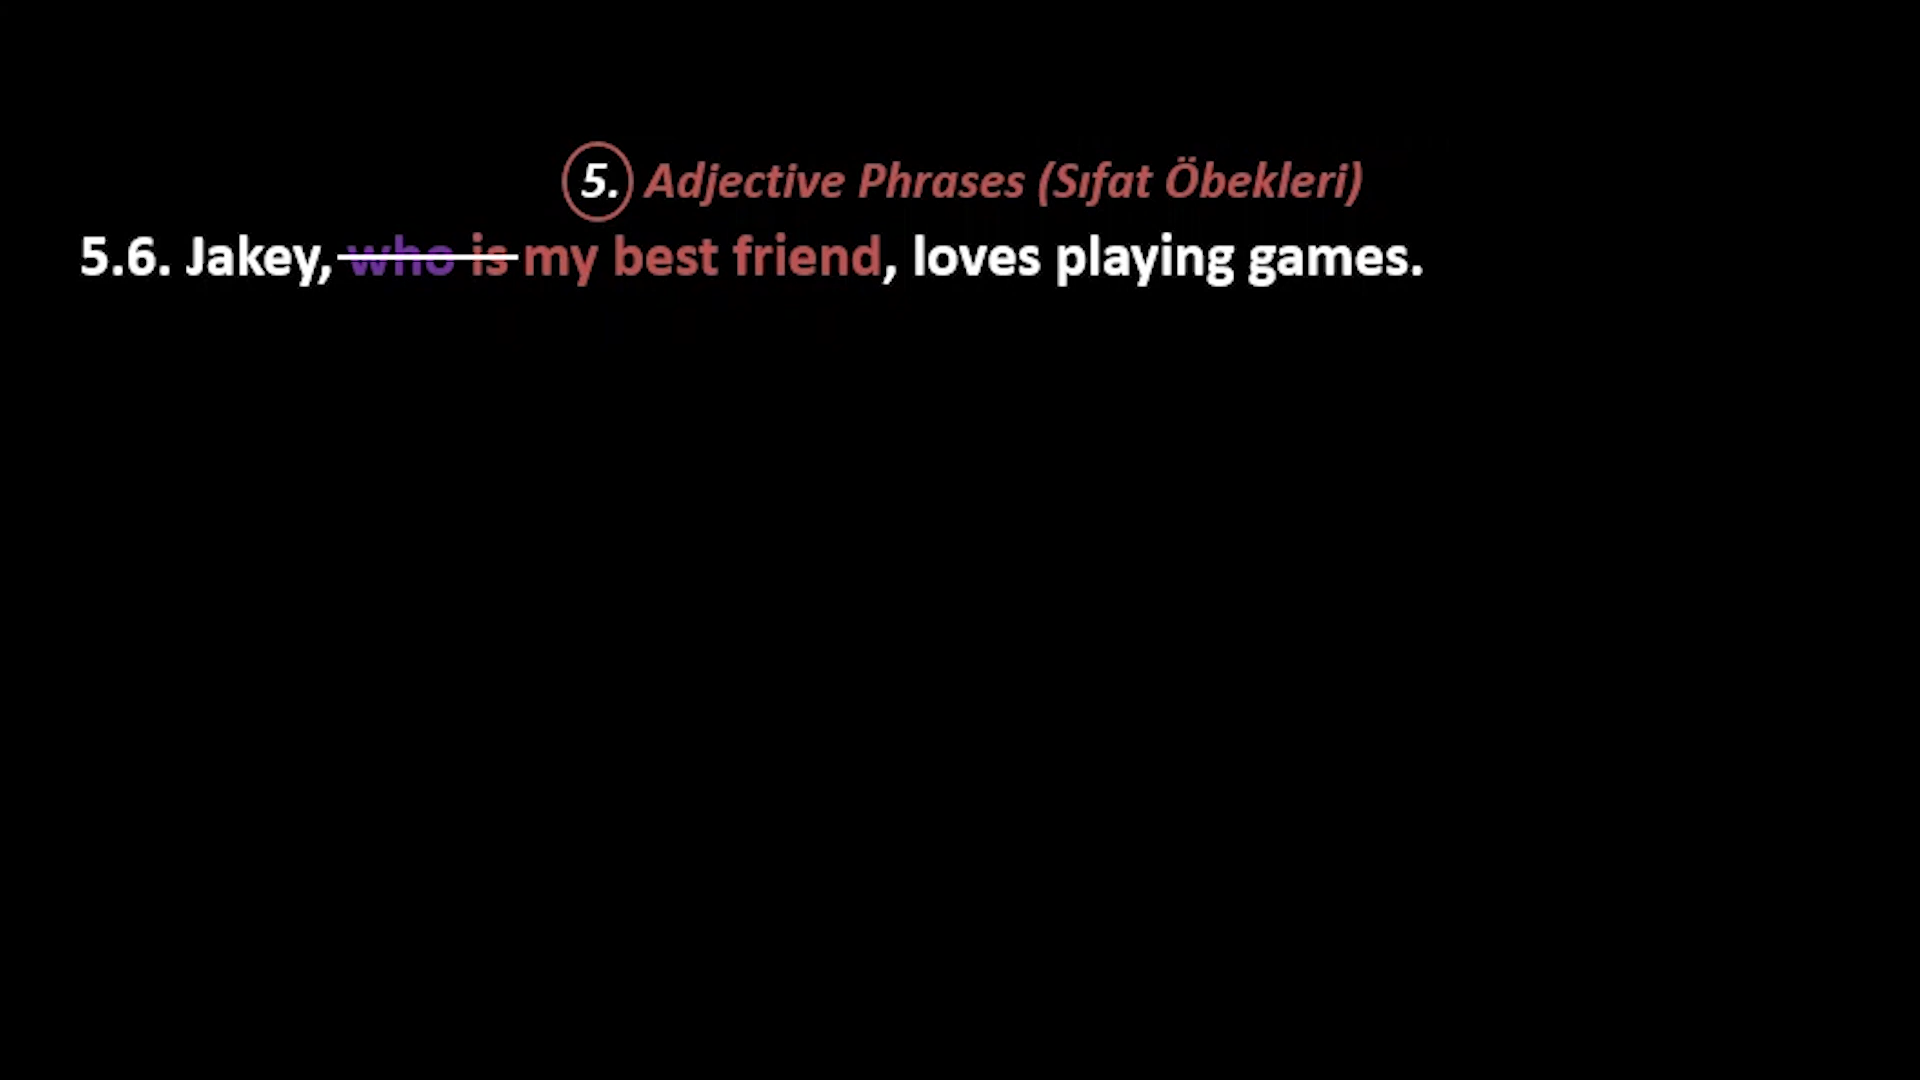 5. Adjective Phrases (Sıfat Öbekleri)
5.6. Jakey, who is my best friend, loves playing games.